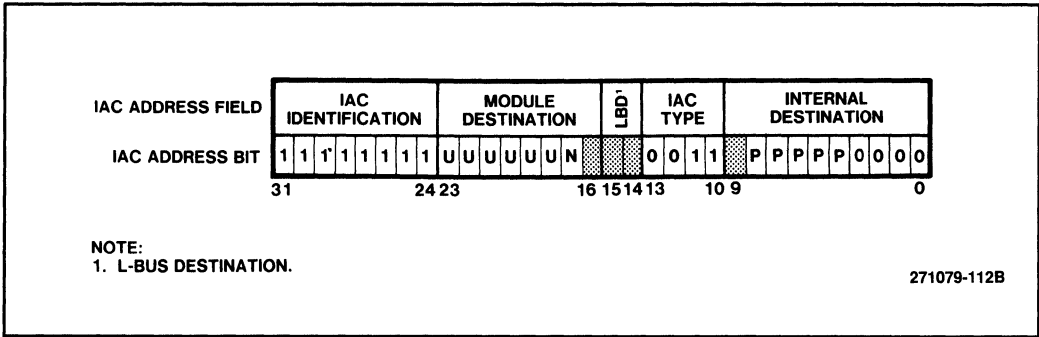 IAC ADDRESS FIELD
IAC IDENTIFICATION
MODULE DESTINATION
LBD¹
IAC TYPE
INTERNAL DESTINATION
IAC ADDRESS BIT
1 1 1 1 1 1 1 1 U U U U U U N 0 0 1 1 P P P P P 0 0 0 0
31 24 23 16 15 14 13 10 9 0
NOTE:
1. L-BUS DESTINATION.
271079-112B